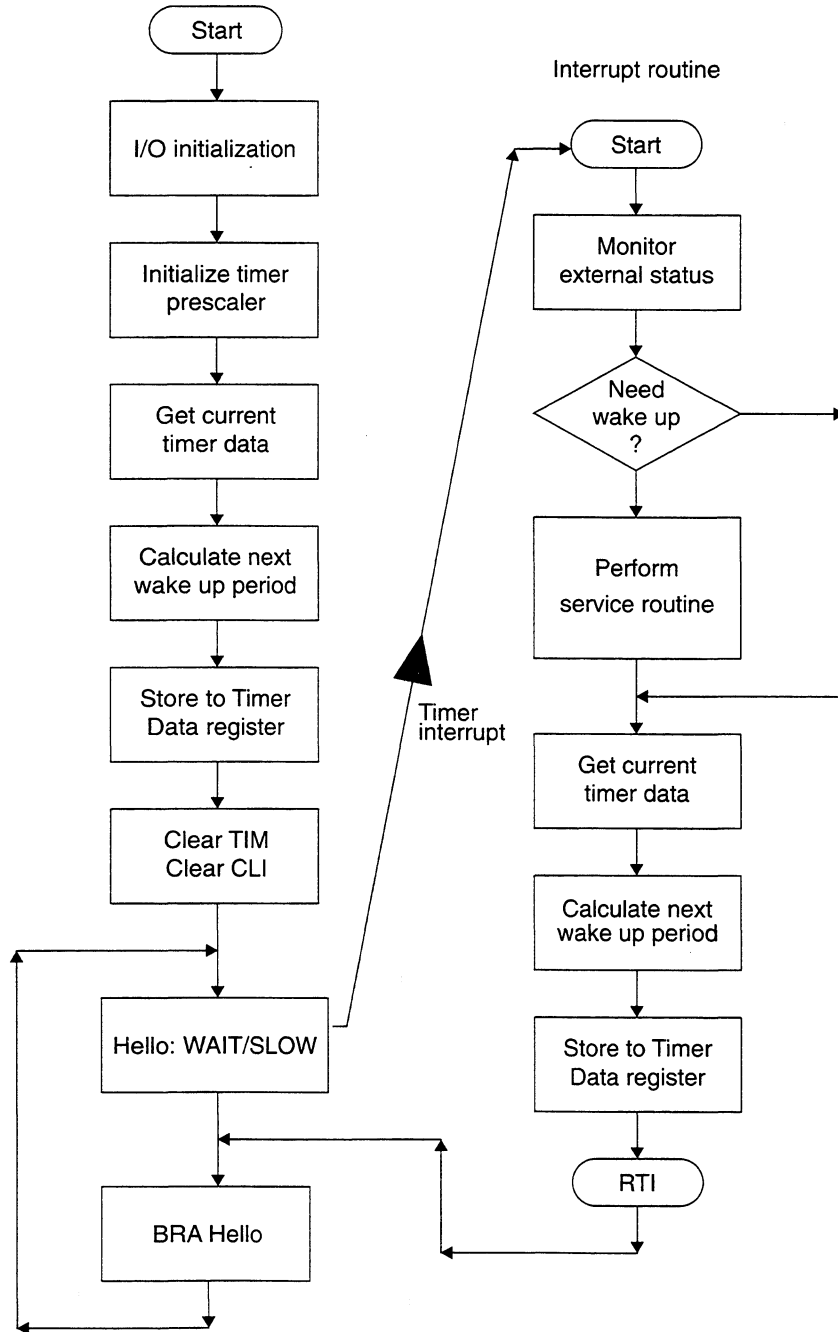 Start
I/O initialization
Initialize timer
prescaler
Get current
timer data
Calculate next
wake up period
Store to Timer
Data register
Clear TIM
Clear CLI
Hello: WAIT/SLOW
BRA Hello
Timer
interrupt
Interrupt routine
Start
Monitor
external status
Need
wake up
?
Perform
service routine
Get current
timer data
Calculate next
wake up period
Store to Timer
Data register
RTI